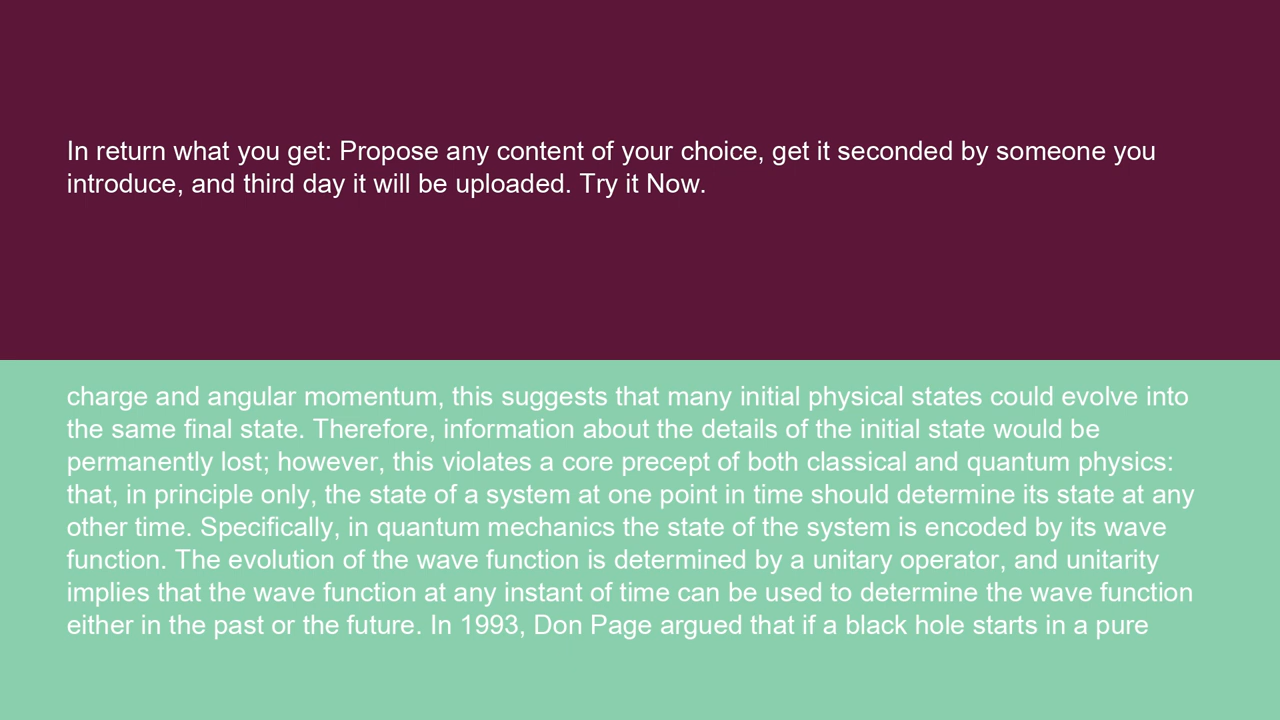 In return what you get: Propose any content of your choice, get it seconded by someone you
introduce, and third day it will be uploaded. Try it Now.
charge and angular momentum, this suggests that many initial physical states could evolve into
the same final state. Therefore, information about the details of the initial state would be
permanently lost; however, this violates a core precept of both classical and quantum physics:
that, in principle only, the state of a system at one point in time should determine its state at any
other time. Specifically, in quantum mechanics the state of the system is encoded by its wave
function. The evolution of the wave function is determined by a unitary operator, and unitarity
implies that the wave function at any instant of time can be used to determine the wave function
either in the past or the future. In 1993, Don Page argued that if a black hole starts in a pure